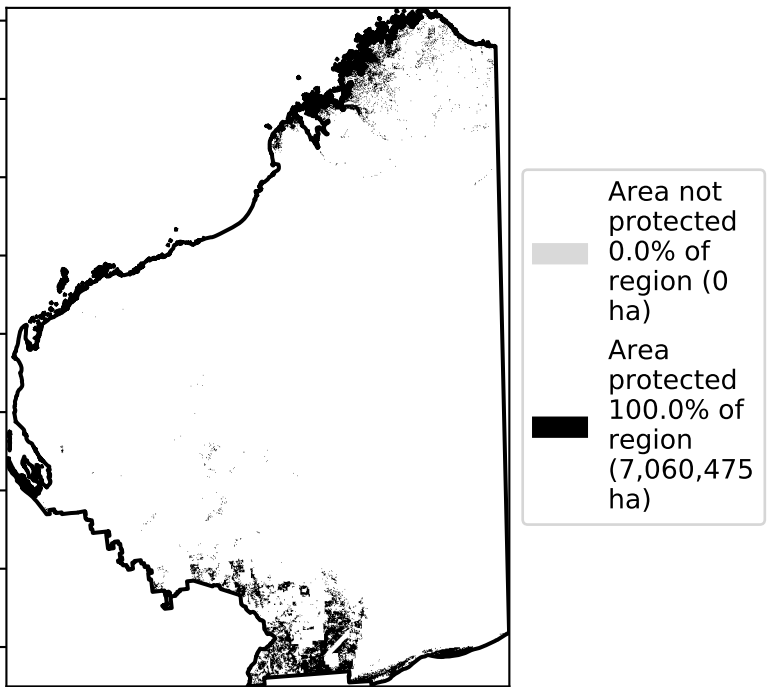 Area not
protected
0.0% of
region (0
ha)
Area
protected
100.0% of
region
(7,060,475
ha)